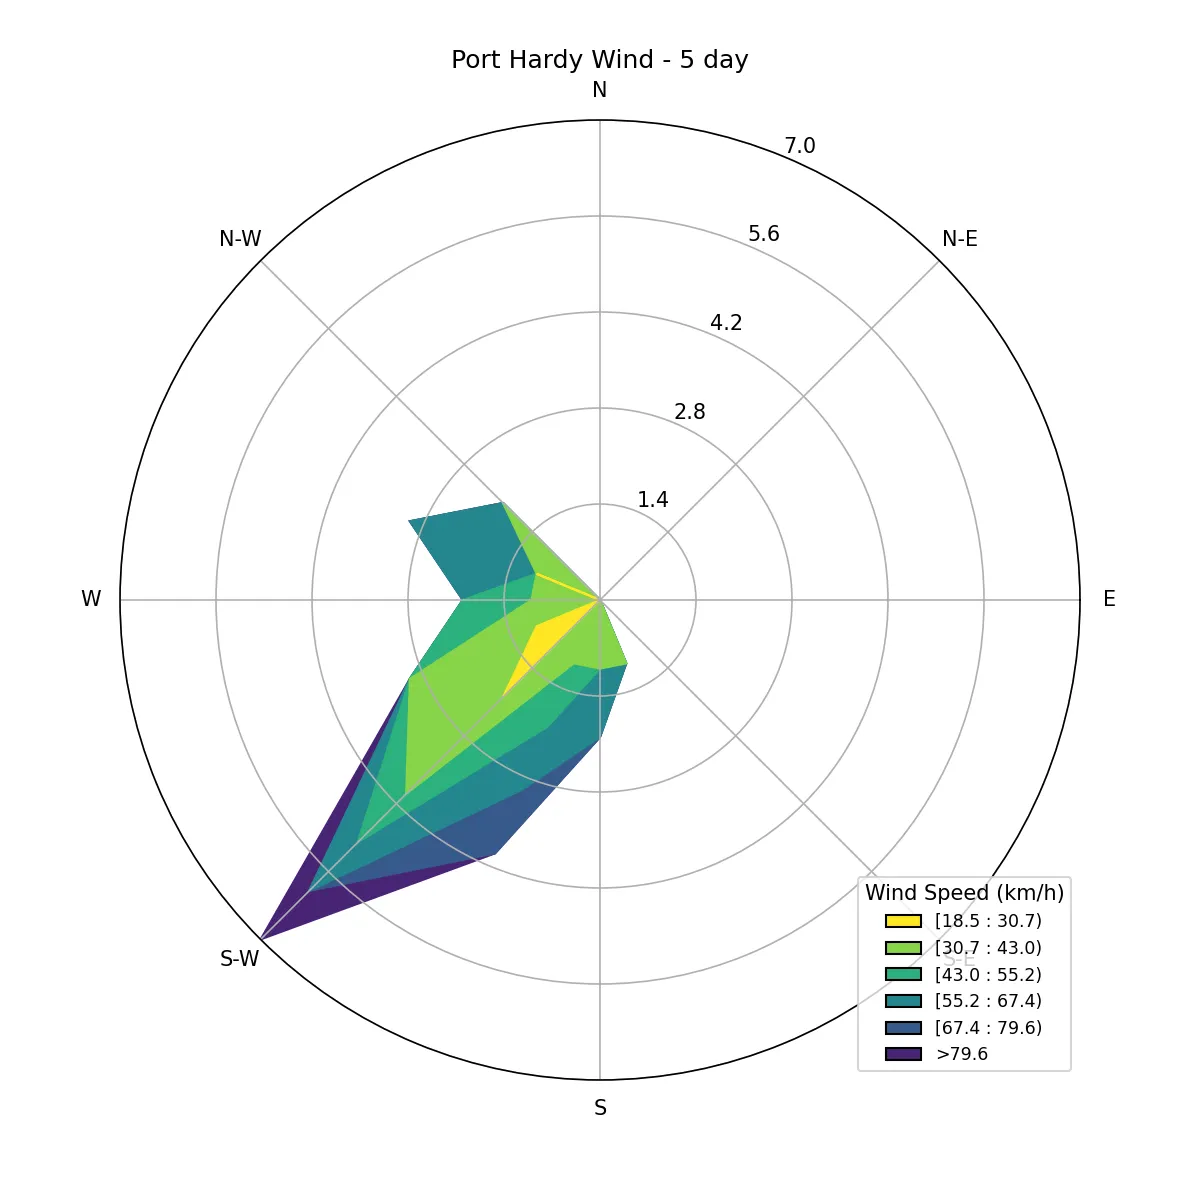 Port Hardy Wind - 5 day
N
7.0
N-W
5.6
N-E
4.2
2.8
1.4
W
E
Wind Speed (km/h)
[18.5 : 30.7)
[30.7 : 43.0)
S-W
S-E
[43.0 : 55.2)
[55.2 : 67.4)
[67.4 : 79.6)
>79.6
S